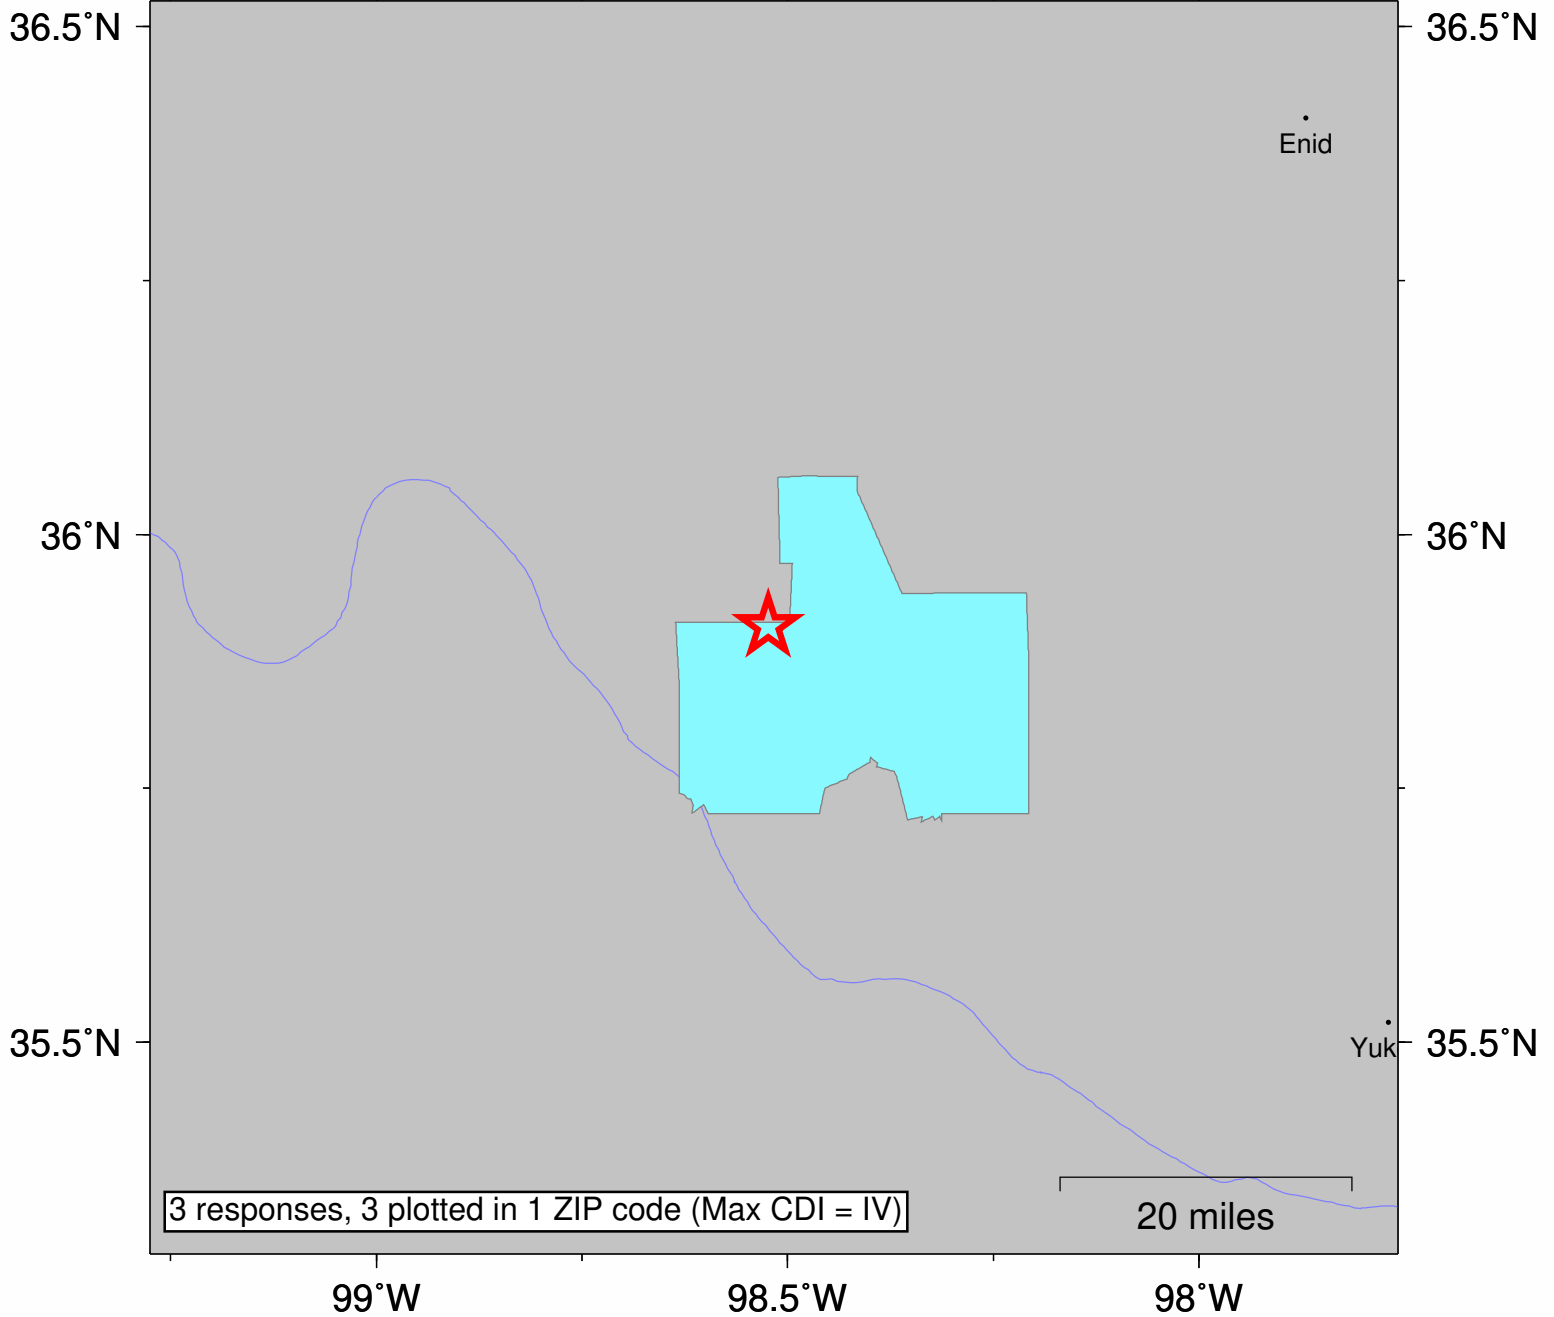 36.5˚N
36.5˚N
Enid
36˚N
36˚N
35.5˚N
Yuk
35.5˚N
3 responses, 3 plotted in 1 ZIP code (Max CDI = IV)
20 miles
99˚W
98.5˚W
98˚W